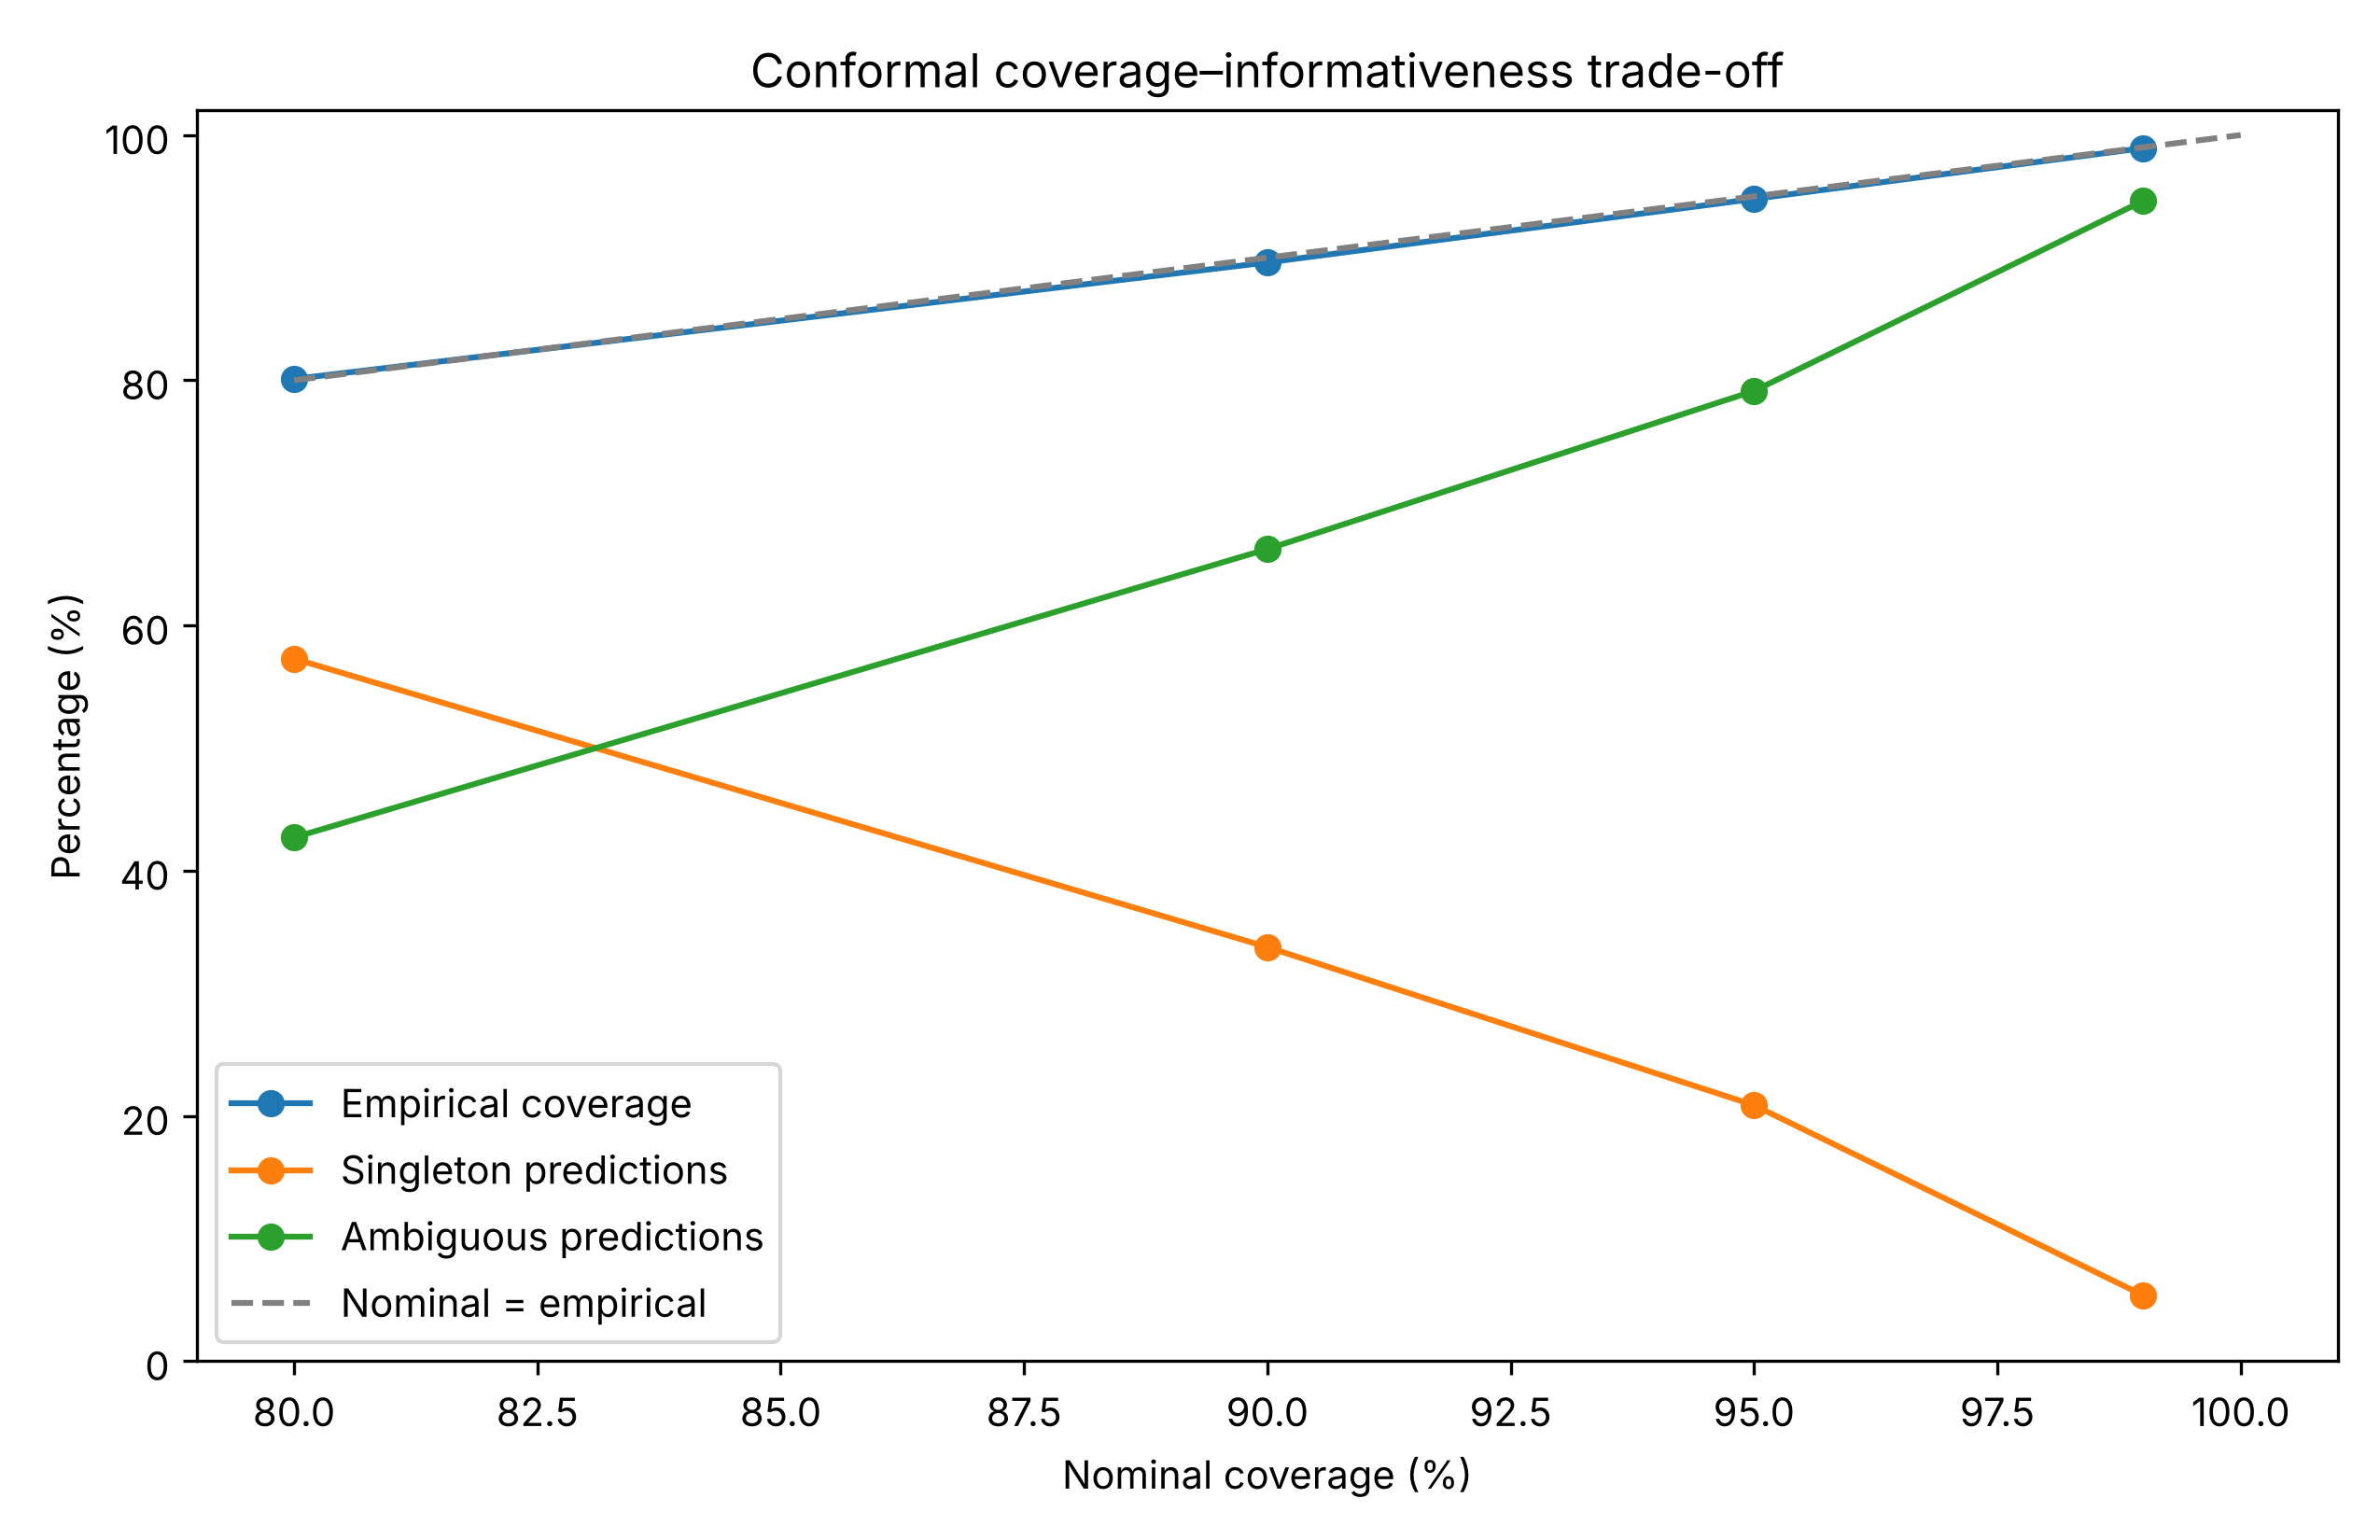 Conformal coverage–informativeness trade-off
Percentage (%)
100
80
60
40
20
0
Empirical coverage
Singleton predictions
Ambiguous predictions
Nominal = empirical
80.0 82.5 85.0 87.5 90.0 92.5 95.0 97.5 100.0
Nominal coverage (%)